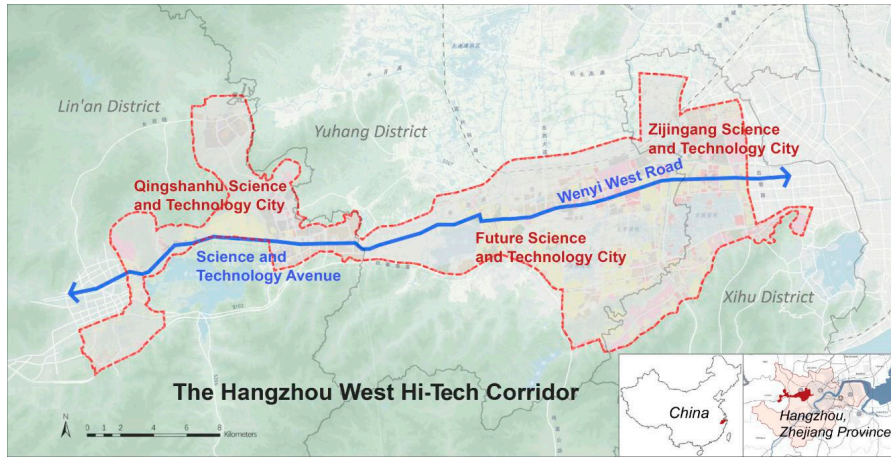 Lin'an District
Yuhang District
Zijingang Science
and Technology City
Qingshanhu Science
and Technology City
Wenyi West Road
Future Science
and Technology City
Science and
Technology Avenue
Xihu District
The Hangzhou West Hi-Tech Corridor
N
0 1 2 4 6 8
Kilometers
China
Hangzhou,
Zhejiang Province